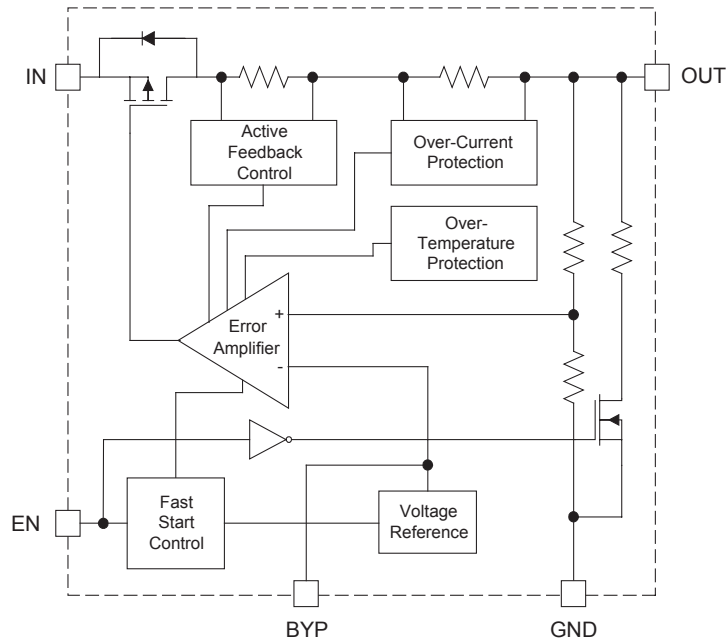 IN
OUT
Active
Feedback
Control
Over-Current
Protection
Over-
Temperature
Protection
+
Error
Amplifier
-
EN
Fast
Start
Control
Voltage
Reference
BYP
GND